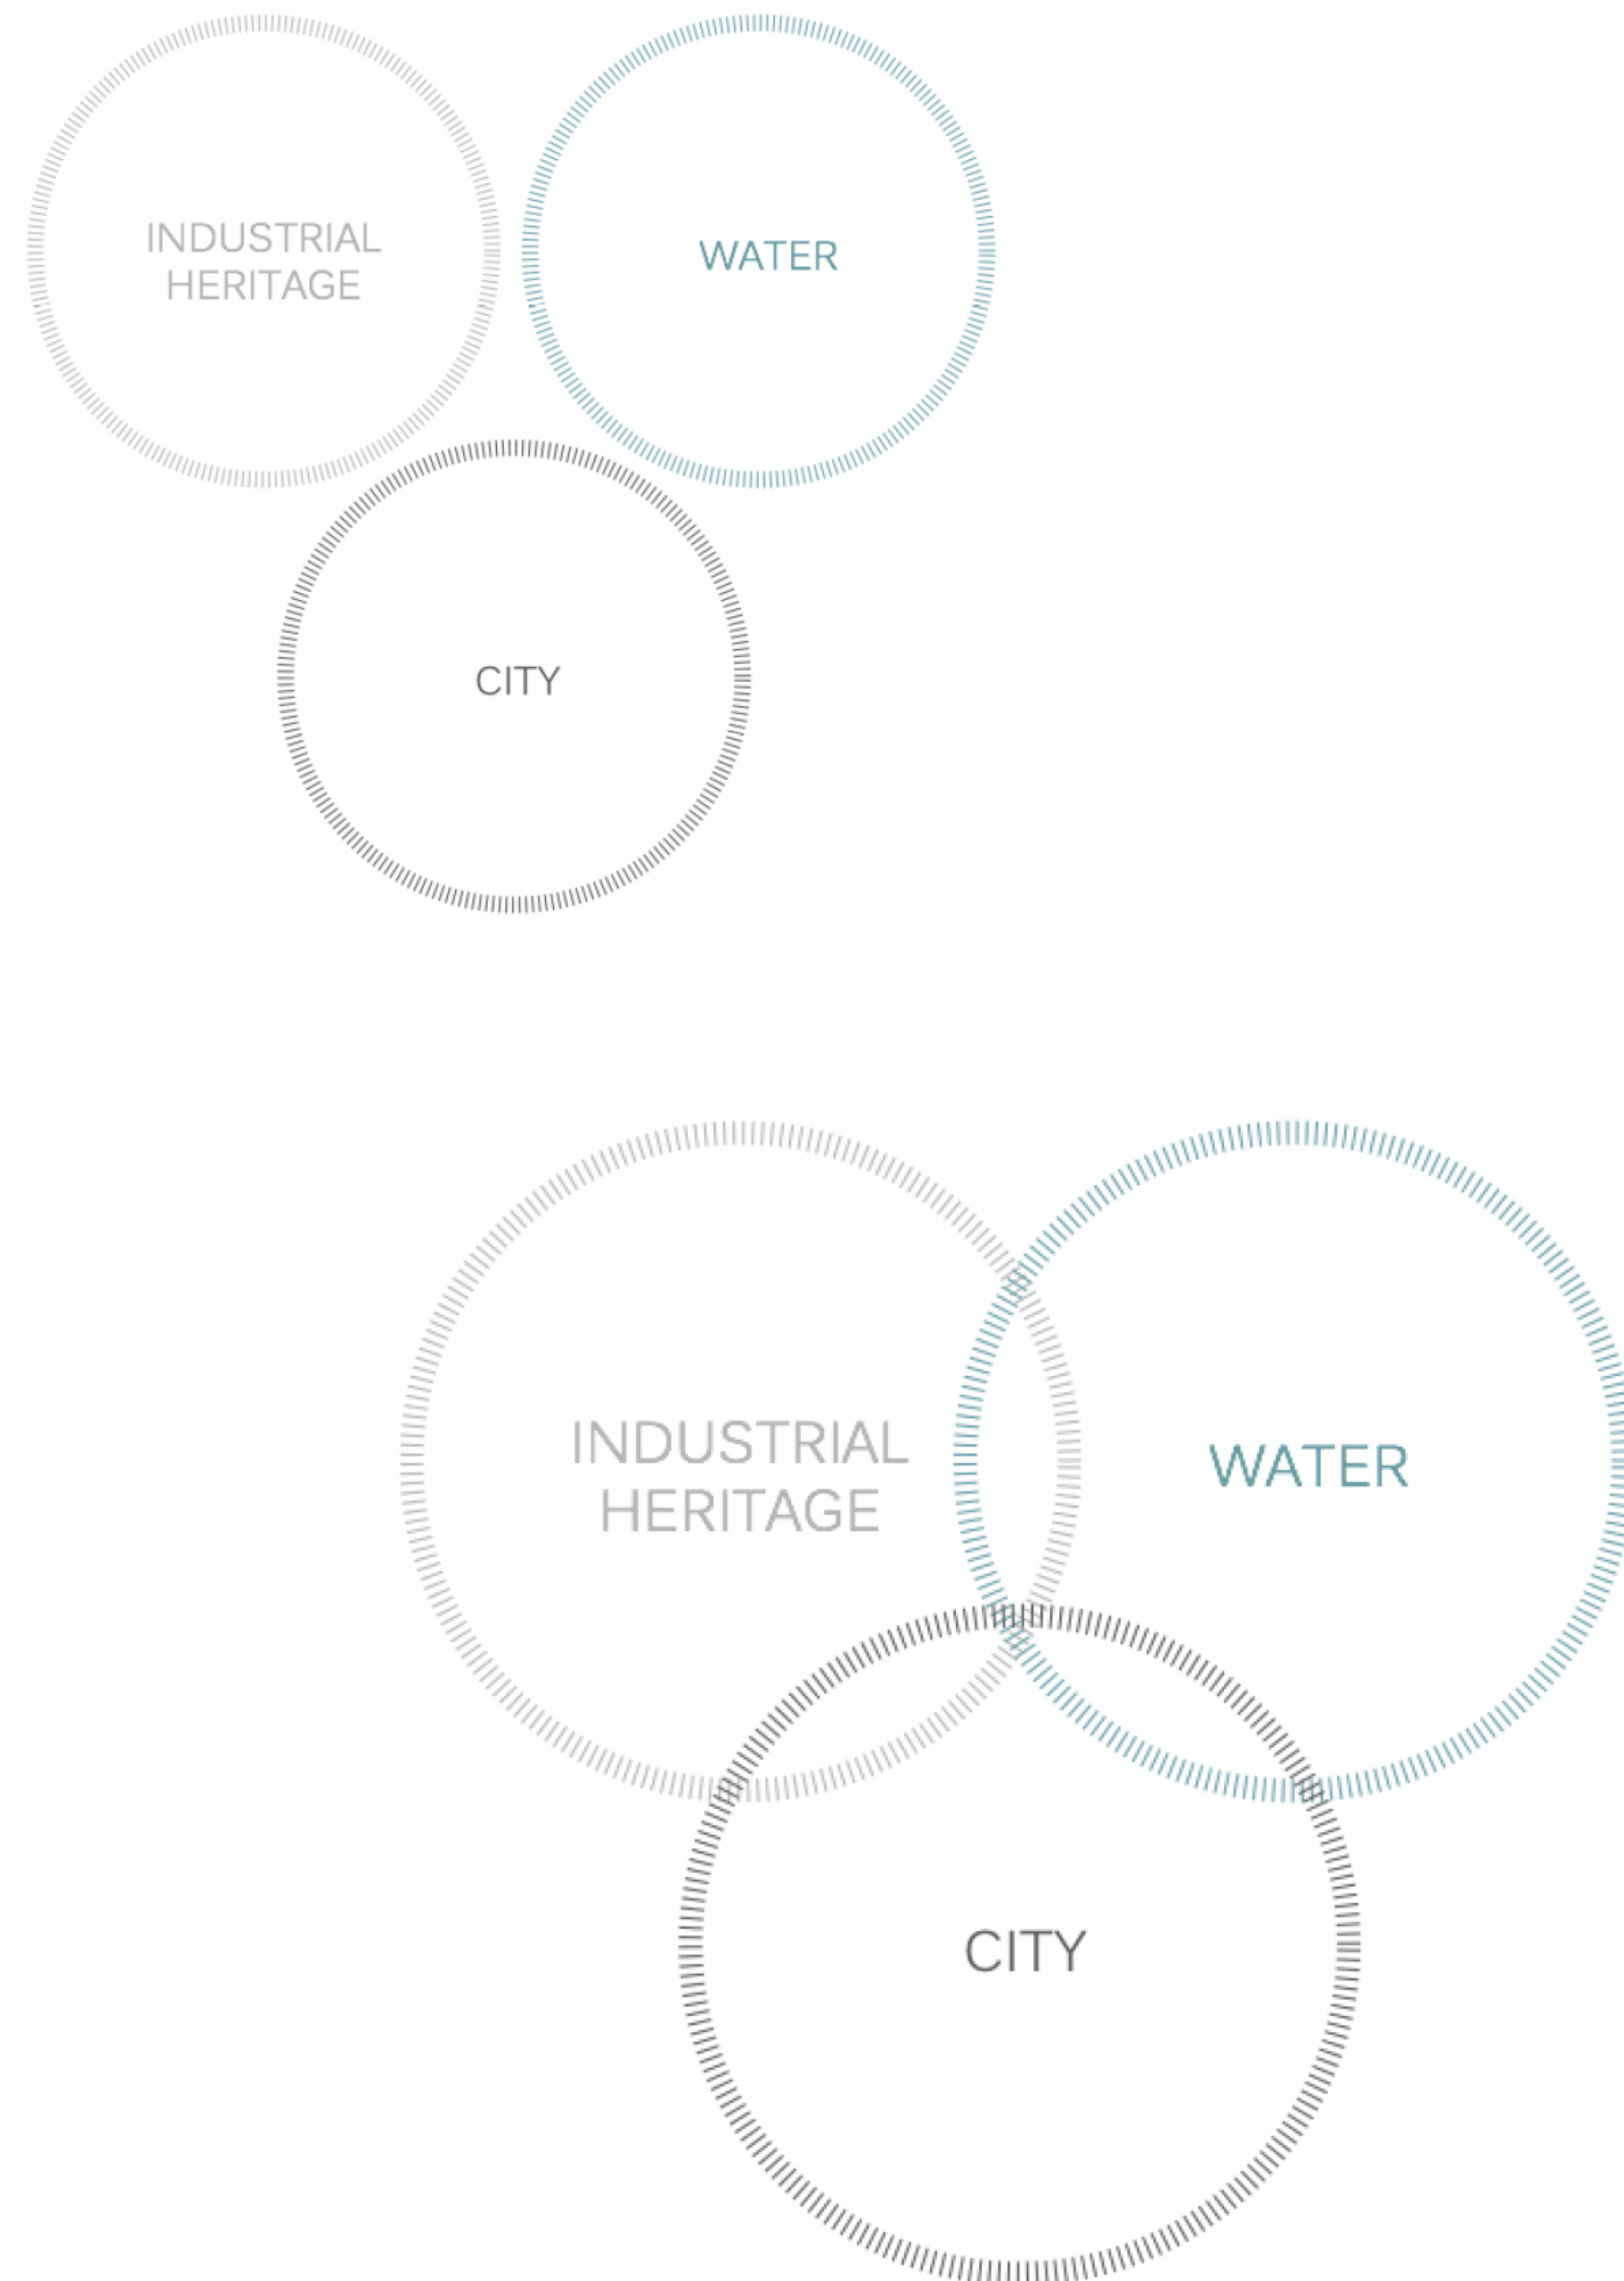 INDUSTRIAL
HERITAGE
WATER
CITY
INDUSTRIAL
HERITAGE
WATER
CITY